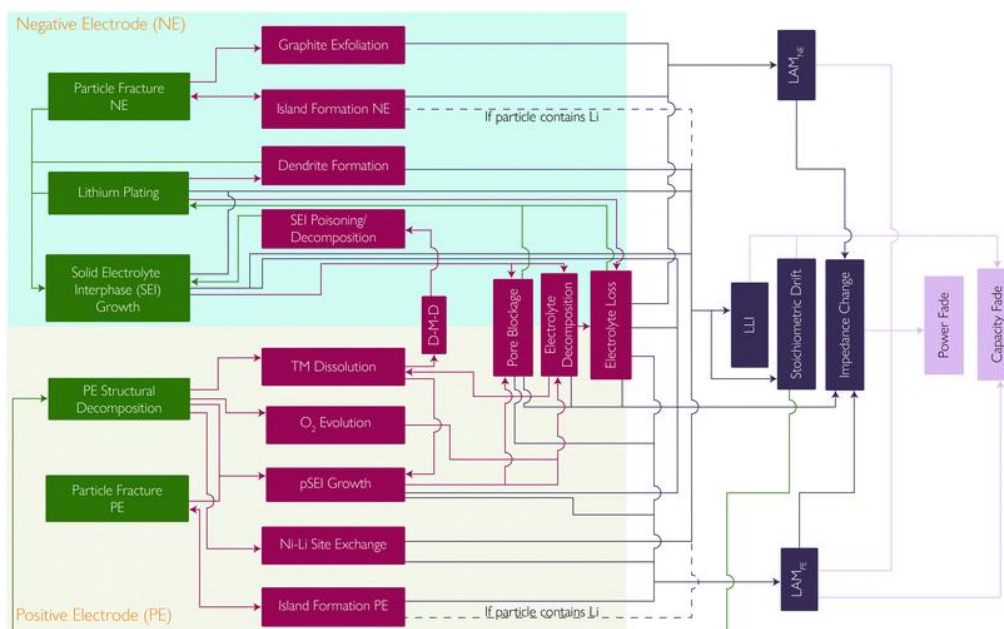 Negative Electrode (NE)
Graphite Exfoliation
Particle Fracture
NE
Island Formation NE
If particle contains Li
LAM_NE
Dendrite Formation
Lithium Plating
SEI Poisoning/
Decomposition
Solid Electrolyte
Interphase (SEI)
Growth
D-M-D
Pore Blockage
Electrolyte
Decomposition
Electrolyte Loss
LLI
Stoichiometric Drift
Impedance Change
Power Fade
Capacity Fade
TM Dissolution
PE Structural
Decomposition
O₂ Evolution
Particle Fracture
PE
pSEI Growth
Ni-Li Site Exchange
LAM_PE
Island Formation PE
If particle contains Li
Positive Electrode (PE)